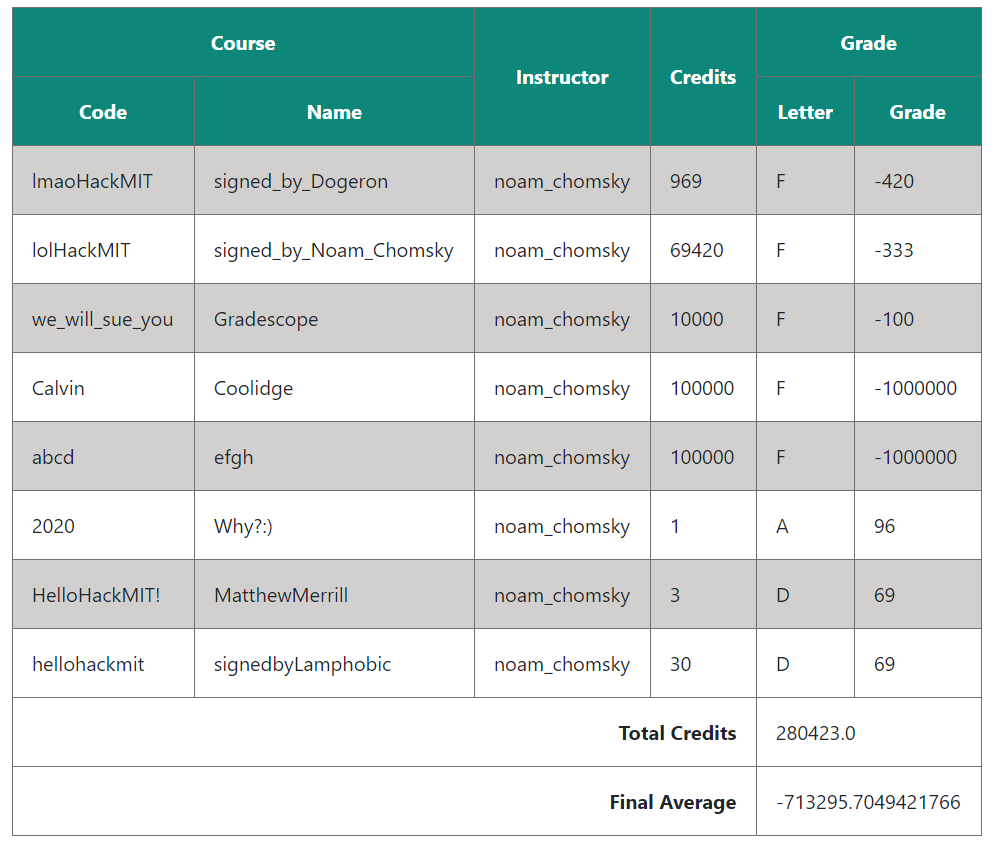 Course Instructor Credits Grade
Code Name Letter Grade
lmaoHackMIT signed_by_Dogeron noam_chomsky 969 F -420
lolHackMIT signed_by_Noam_Chomsky noam_chomsky 69420 F -333
we_will_sue_you Gradescope noam_chomsky 10000 F -100
Calvin Coolidge noam_chomsky 100000 F -1000000
abcd efgh noam_chomsky 100000 F -1000000
2020 Why?:) noam_chomsky 1 A 96
HelloHackMIT! MatthewMerrill noam_chomsky 3 D 69
hellohackmit signedbyLamphobic noam_chomsky 30 D 69
Total Credits 280423.0
Final Average -713295.7049421766